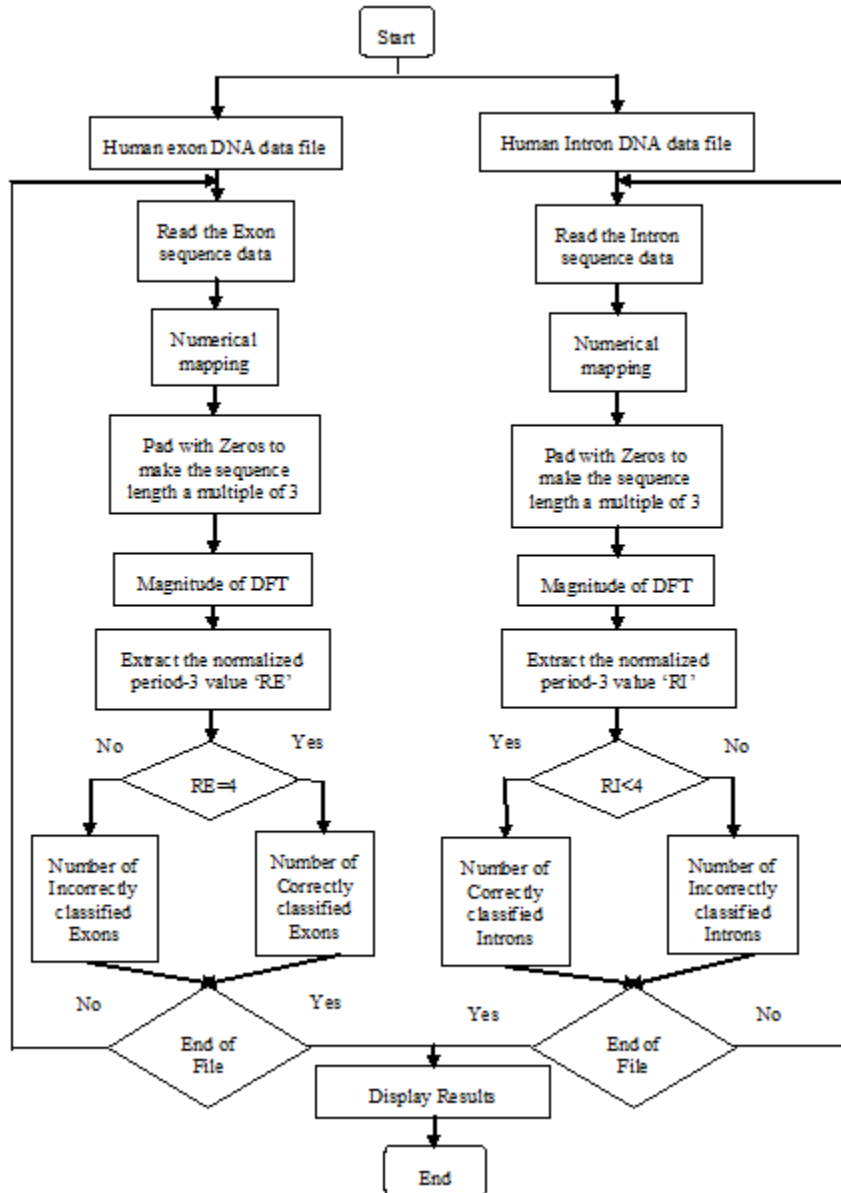 Start
Human exon DNA data file
Human Intron DNA data file
Read the Exon
sequence data
Read the Intron
sequence data
Numerical
mapping
Numerical
mapping
Pad with Zeros to
make the sequence
length a multiple of 3
Pad with Zeros to
make the sequence
length a multiple of 3
Magnitude of DFT
Magnitude of DFT
Extract the normalized
period-3 value ‘RE’
Extract the normalized
period-3 value ‘RI’
No
Yes
Yes
No
RE=4
RI<4
Number of
Incorrectly
classified
Exons
Number of
Correctly
classified
Exons
Number of
Correctly
classified
Introns
Number of
Incorrectly
classified
Introns
No
Yes
Yes
No
End of
File
End of
File
Display Results
End